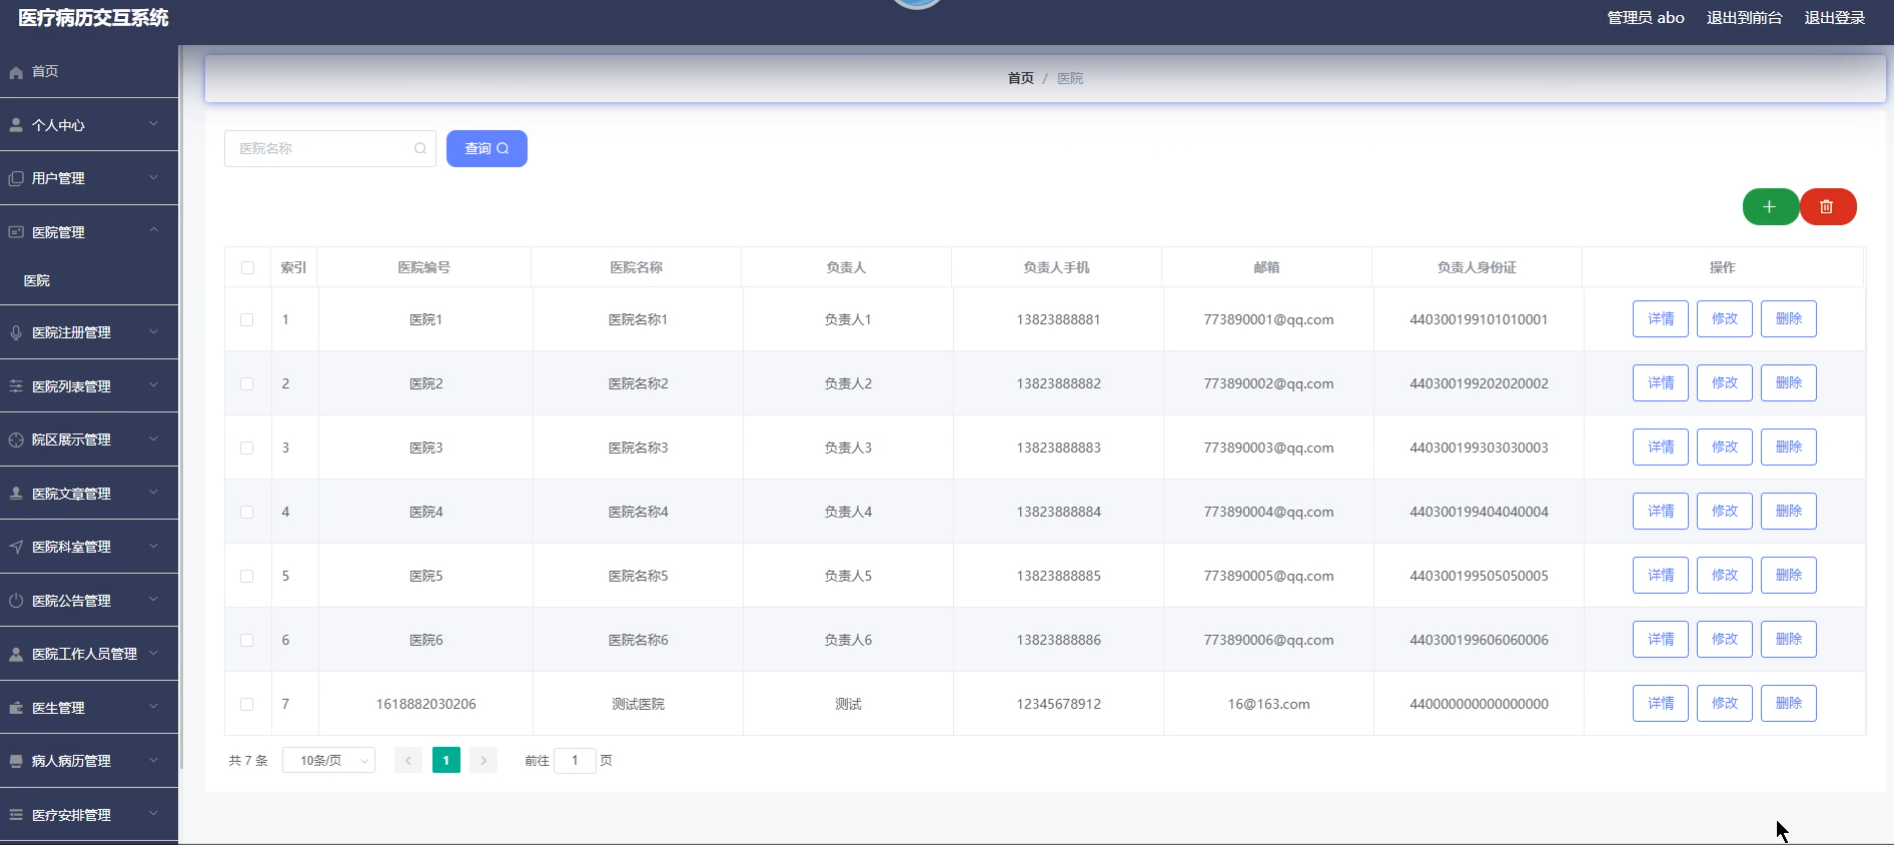 医疗病历交互系统
管理员 abo 退出到前台 退出登录
首页
个人中心
用户管理
医院管理
医院
医院注册管理
医院列表管理
院区展示管理
医院文章管理
医院科室管理
医院公告管理
医院工作人员管理
医生管理
病人病历管理
医疗安排管理
首页 / 医院
医院名称 查询
+
索引 医院编号 医院名称 负责人 负责人手机 邮箱 负责人身份证 操作
1 医院1 医院名称1 负责人1 13823888881 773890001@qq.com 440300199101010001 详情 修改 删除
2 医院2 医院名称2 负责人2 13823888882 773890002@qq.com 440300199202020002 详情 修改 删除
3 医院3 医院名称3 负责人3 13823888883 773890003@qq.com 440300199303030003 详情 修改 删除
4 医院4 医院名称4 负责人4 13823888884 773890004@qq.com 440300199404040004 详情 修改 删除
5 医院5 医院名称5 负责人5 13823888885 773890005@qq.com 440300199505050005 详情 修改 删除
6 医院6 医院名称6 负责人6 13823888886 773890006@qq.com 440300199606060006 详情 修改 删除
7 1618882030206 测试医院 测试 12345678912 16@163.com 440000000000000000 详情 修改 删除
共 7 条 10条/页 < 1 > 前往 1 页